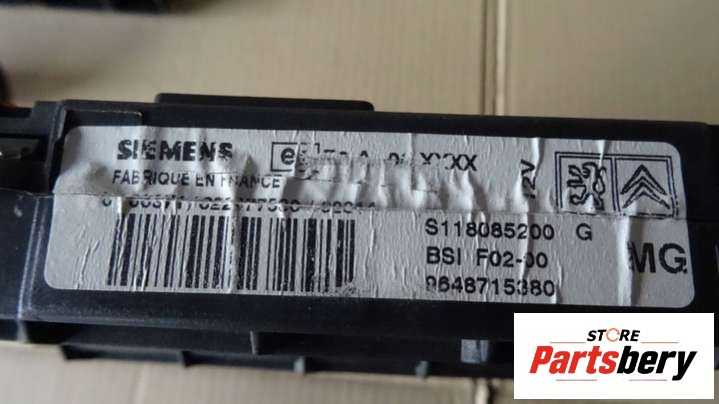 SIEMENS
FABRIQUE EN FRANCE
12V
S118085200 G
BSI F02-00
9648715380
MG
STORE
Partsbery